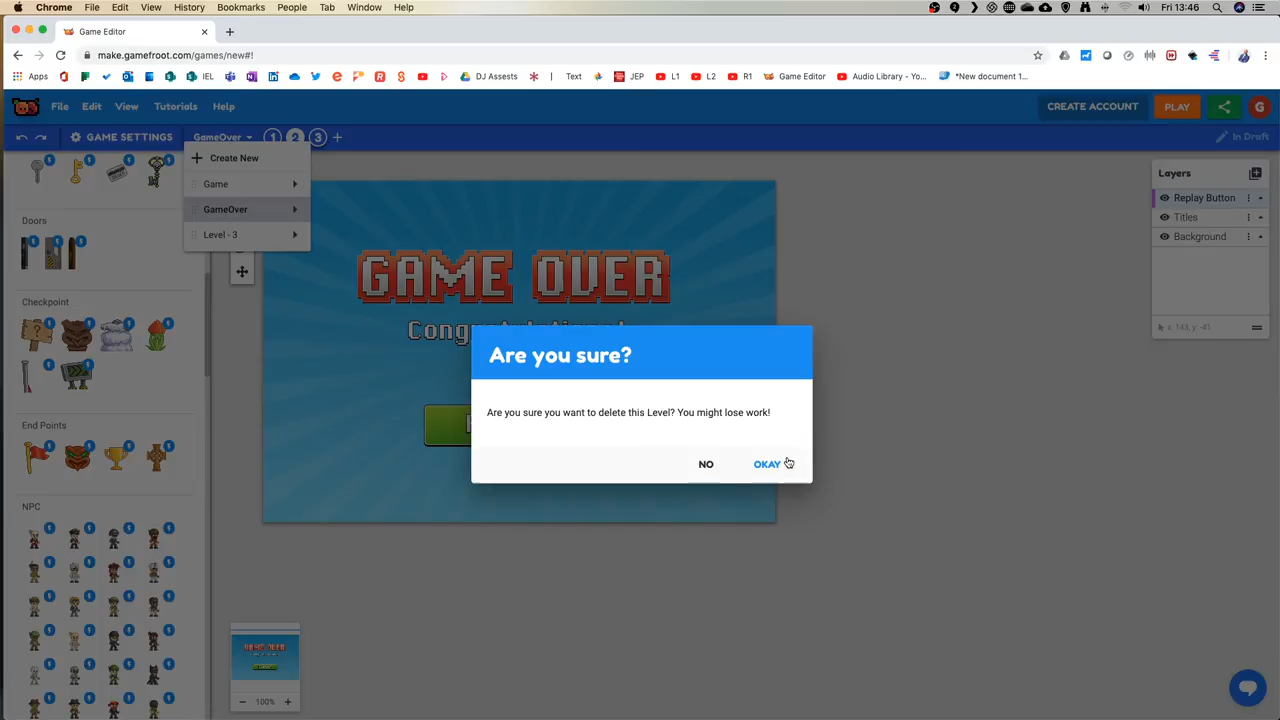 Chrome File Edit View History Bookmarks People Tab Window Help Fri 13:46
Game Editor
make.gamefroot.com/games/new#!
Apps IEL DJ Assests Text JEP L1 L2 R1 Game Editor Audio Library - Yo... *New document 1...
File Edit View Tutorials Help CREATE ACCOUNT PLAY G
GAME SETTINGS GameOver 1 2 3 + In Draft
Create New
Game
GameOver
Level - 3
Layers
Replay Button
Titles
Background
x: 143, y: -41
Doors
Checkpoint
End Points
NPC
GAME OVER
Are you sure?
Are you sure you want to delete this Level? You might lose work!
NO OKAY
GAME OVER
100%